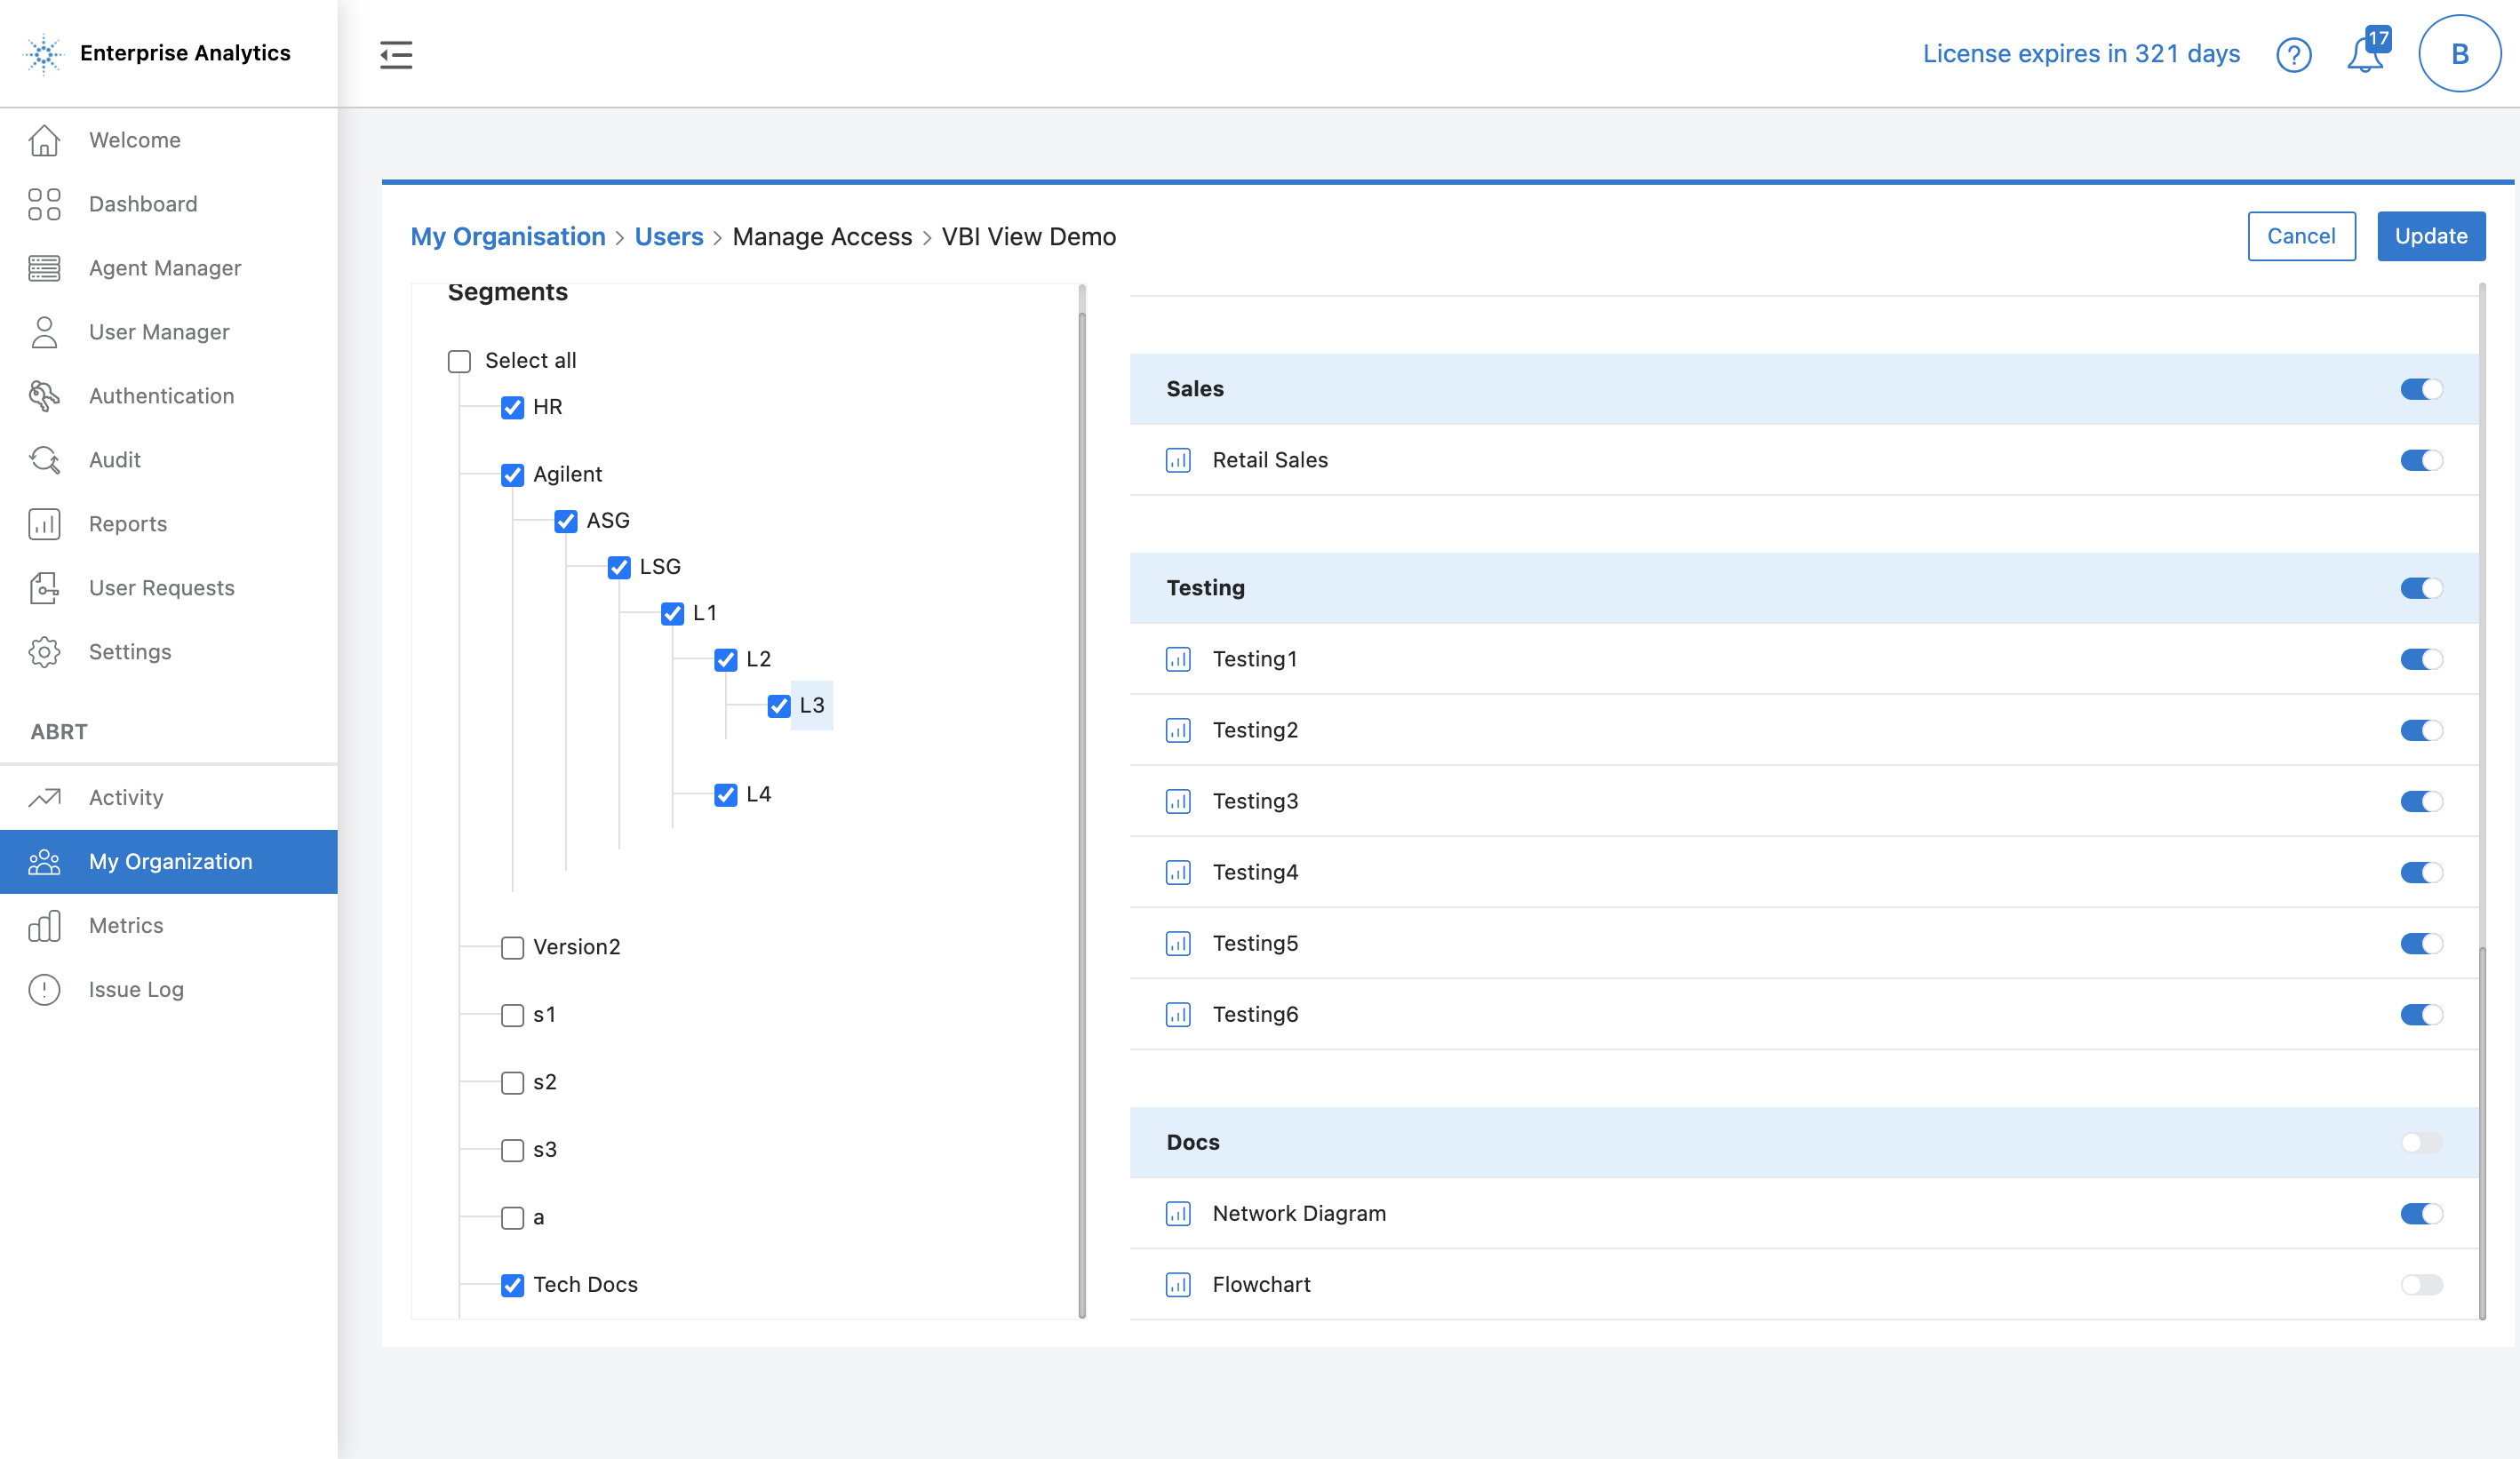 Enterprise Analytics
License expires in 321 days
?
17
B
Welcome
Dashboard
Agent Manager
User Manager
Authentication
Audit
Reports
User Requests
Settings
ABRT
Activity
My Organization
Metrics
Issue Log
My Organisation > Users > Manage Access > VBI View Demo
Cancel
Update
Segments
Select all
HR
Agilent
ASG
LSG
L1
L2
L3
L4
Version2
s1
s2
s3
a
Tech Docs
Sales
Retail Sales
Testing
Testing1
Testing2
Testing3
Testing4
Testing5
Testing6
Docs
Network Diagram
Flowchart